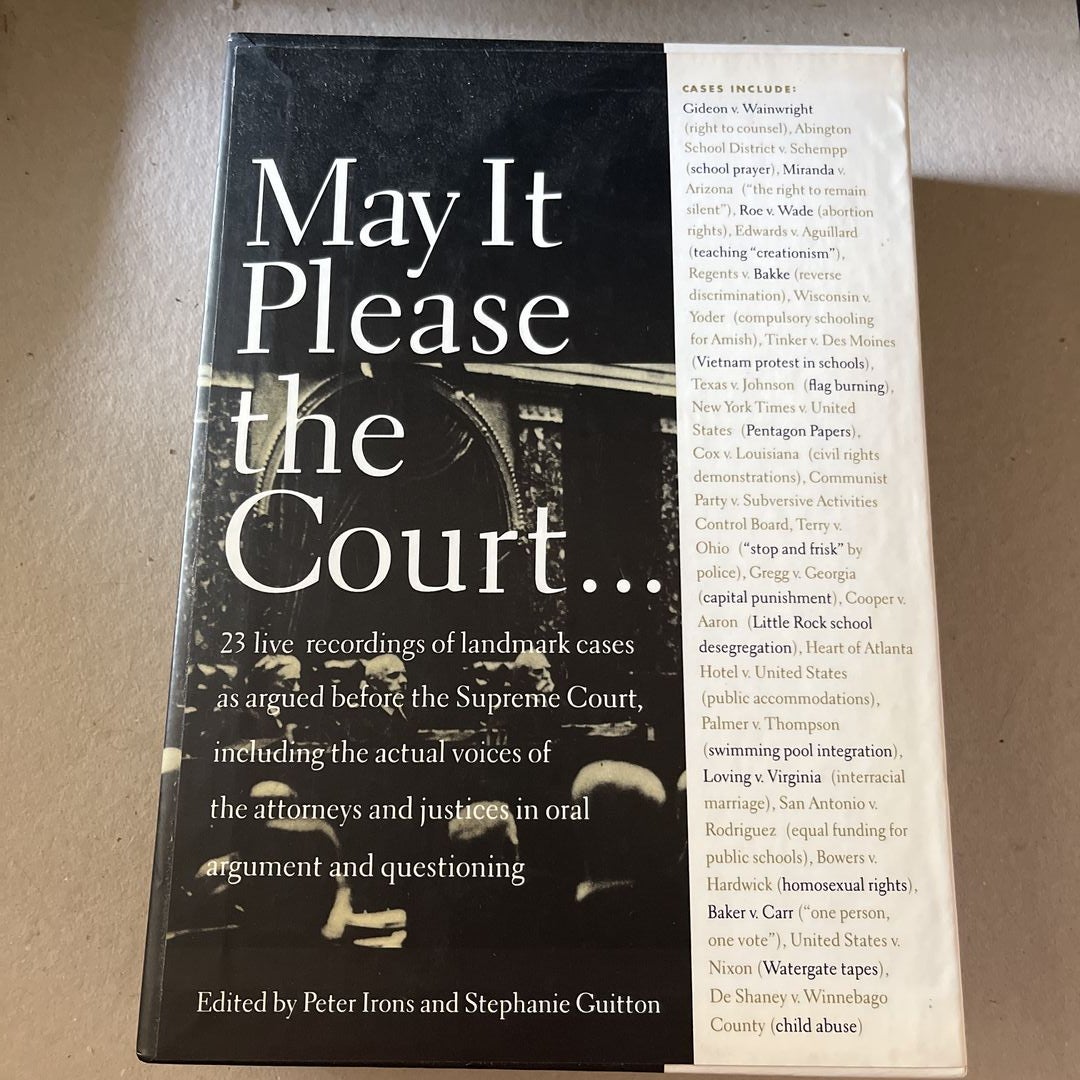 May It
Please
the
Court...
23 live recordings of landmark cases
as argued before the Supreme Court,
including the actual voices of
the attorneys and justices in oral
argument and questioning
Edited by Peter Irons and Stephanie Guitton
CASES INCLUDE:
Gideon v. Wainwright
(right to counsel), Abington
School District v. Schempp
(school prayer), Miranda v.
Arizona ("the right to remain
silent"), Roe v. Wade (abortion
rights), Edwards v. Aguillard
(teaching "creationism"),
Regents v. Bakke (reverse
discrimination), Wisconsin v.
Yoder (compulsory schooling
for Amish), Tinker v. Des Moines
(Vietnam protest in schools),
Texas v. Johnson (flag burning),
New York Times v. United
States (Pentagon Papers),
Cox v. Louisiana (civil rights
demonstrations), Communist
Party v. Subversive Activities
Control Board, Terry v.
Ohio ("stop and frisk" by
police), Gregg v. Georgia
(capital punishment), Cooper v.
Aaron (Little Rock school
desegregation), Heart of Atlanta
Hotel v. United States
(public accommodations),
Palmer v. Thompson
(swimming pool integration),
Loving v. Virginia (interracial
marriage), San Antonio v.
Rodriguez (equal funding for
public schools), Bowers v.
Hardwick (homosexual rights),
Baker v. Carr ("one person,
one vote"), United States v.
Nixon (Watergate tapes),
De Shaney v. Winnebago
County (child abuse)